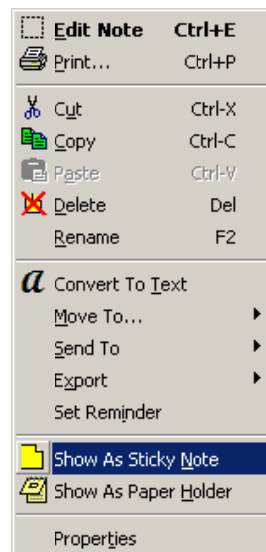 Edit Note Ctrl+E
Print... Ctrl+P
Cut Ctrl-X
Copy Ctrl-C
Paste Ctrl-V
Delete Del
Rename F2
Convert To Text
Move To...
Send To
Export
Set Reminder
Show As Sticky Note
Show As Paper Holder
Properties